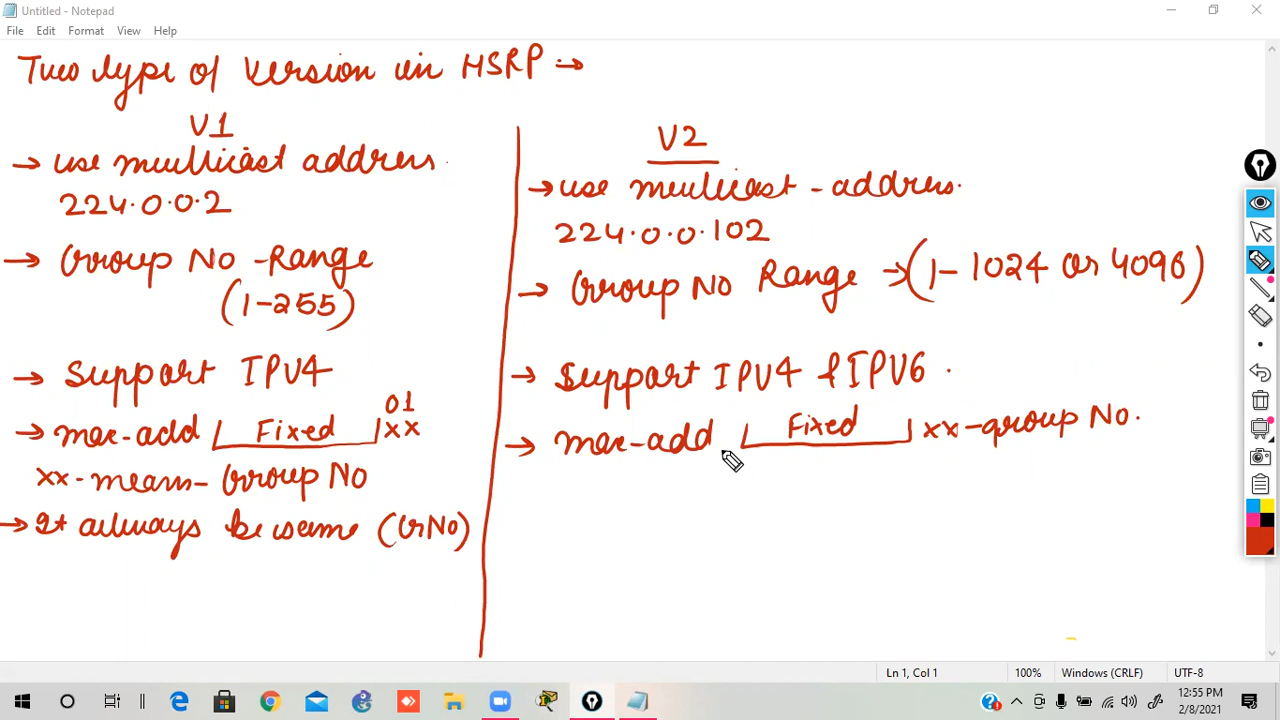 Untitled - Notepad
File Edit Format View Help
Two type of version in HSRP →
V1
→ use multicast address
224.0.0.2
→ Group No -Range
(1-255)
→ Support IPV4
01
→ mac-add Fixed xx
xx-means- Group No
→ It always be same (GrNo)
V2
→ use multicast - address.
224.0.0.102
→ Group No Range → (1- 1024 or 4096)
→ Support IPV4 & IPV6 .
→ mac-add Fixed xx-group No.
Ln 1, Col 1 100% Windows (CRLF) UTF-8
12:55 PM
2/8/2021